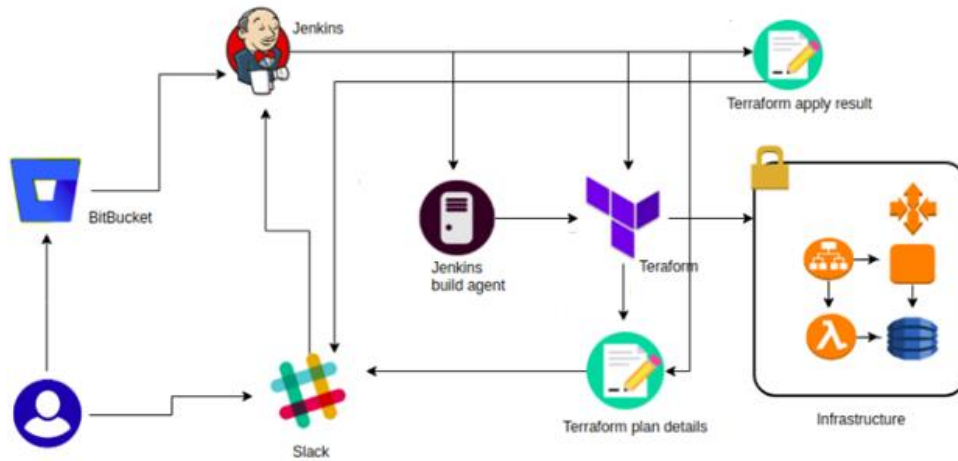 Jenkins
Terraform apply result
BitBucket
Jenkins
build agent
Teraform
Terraform plan details
Infrastructure
Slack